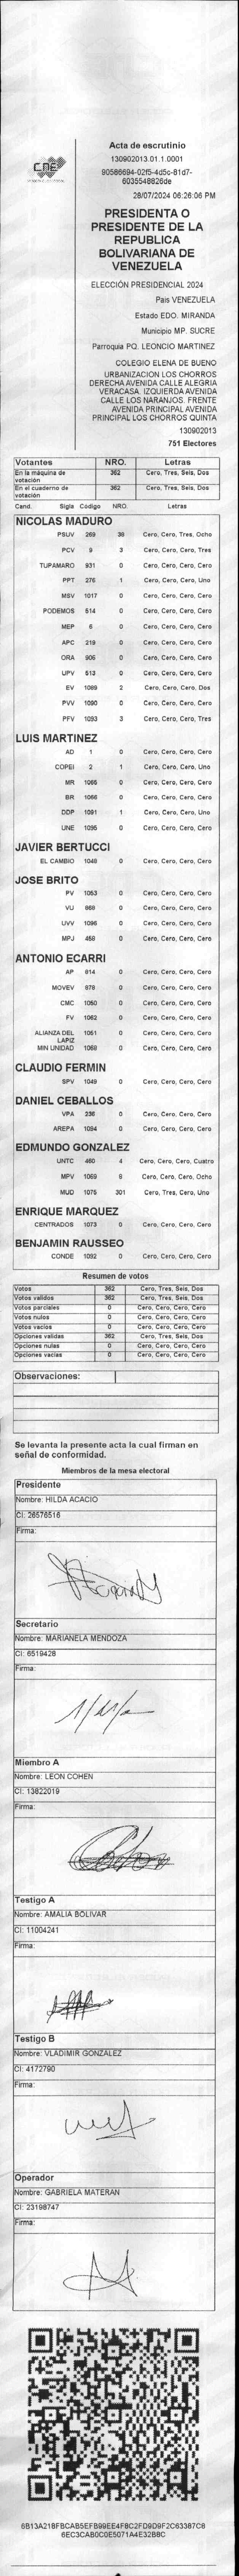 CNE
Acta de escrutinio
130902013.01.1.0001
90586694-02f5-4d5c-81d7-
6035548826de
28/07/2024 06:26:06 PM
PRESIDENTA O
PRESIDENTE DE LA
REPUBLICA
BOLIVARIANA DE
VENEZUELA
ELECCIÓN PRESIDENCIAL 2024
Pais VENEZUELA
Estado EDO. MIRANDA
Municipio MP. SUCRE
Parroquia PQ. LEONCIO MARTINEZ
COLEGIO ELENA DE BUENO
URBANIZACION LOS CHORROS
DERECHA AVENIDA CALLE ALEGRIA
VERACASA. IZQUIERDA AVENIDA
CALLE LOS NARANJOS. FRENTE
AVENIDA PRINCIPAL AVENIDA
PRINCIPAL LOS CHORROS QUINTA
130902013
751 Electores
Votantes NRO. Letras
En la máquina de votación 362 Cero, Tres, Seis, Dos
En el cuaderno de votación 362 Cero, Tres, Seis, Dos
Cand. Sigla Codigo NRO. Letras
NICOLAS MADURO
PSUV 269 38 Cero, Cero, Tres, Ocho
PCV 9 3 Cero, Cero, Cero, Tres
TUPAMARO 931 0 Cero, Cero, Cero, Cero
PPT 276 1 Cero, Cero, Cero, Uno
MSV 1017 0 Cero, Cero, Cero, Cero
PODEMOS 514 0 Cero, Cero, Cero, Cero
MEP 6 0 Cero, Cero, Cero, Cero
APC 219 0 Cero, Cero, Cero, Cero
ORA 906 0 Cero, Cero, Cero, Cero
UPV 513 0 Cero, Cero, Cero, Cero
EV 1089 2 Cero, Cero, Cero, Dos
PVV 1090 0 Cero, Cero, Cero, Cero
PFV 1093 3 Cero, Cero, Cero, Tres
LUIS MARTINEZ
AD 1 0 Cero, Cero, Cero, Cero
COPEI 2 1 Cero, Cero, Cero, Uno
MR 1065 0 Cero, Cero, Cero, Cero
BR 1066 0 Cero, Cero, Cero, Cero
DDP 1091 1 Cero, Cero, Cero, Uno
UNE 1095 0 Cero, Cero, Cero, Cero
JAVIER BERTUCCI
EL CAMBIO 1048 0 Cero, Cero, Cero, Cero
JOSE BRITO
PV 1053 0 Cero, Cero, Cero, Cero
VU 868 0 Cero, Cero, Cero, Cero
UVV 1096 0 Cero, Cero, Cero, Cero
MPJ 458 0 Cero, Cero, Cero, Cero
ANTONIO ECARRI
AP 814 0 Cero, Cero, Cero, Cero
MOVEV 878 0 Cero, Cero, Cero, Cero
CMC 1050 0 Cero, Cero, Cero, Cero
FV 1062 0 Cero, Cero, Cero, Cero
ALIANZA DEL LAPIZ 1051 0 Cero, Cero, Cero, Cero
MIN UNIDAD 1068 0 Cero, Cero, Cero, Cero
CLAUDIO FERMIN
SPV 1049 0 Cero, Cero, Cero, Cero
DANIEL CEBALLOS
VPA 236 0 Cero, Cero, Cero, Cero
AREPA 1094 0 Cero, Cero, Cero, Cero
EDMUNDO GONZALEZ
UNTC 460 4 Cero, Cero, Cero, Cuatro
MPV 1069 8 Cero, Cero, Cero, Ocho
MUD 1075 301 Cero, Tres, Cero, Uno
ENRIQUE MARQUEZ
CENTRADOS 1073 0 Cero, Cero, Cero, Cero
BENJAMIN RAUSSEO
CONDE 1092 0 Cero, Cero, Cero, Cero
Resumen de votos
Votos 362 Cero, Tres, Seis, Dos
Votos validos 362 Cero, Tres, Seis, Dos
Votos parciales 0 Cero, Cero, Cero, Cero
Votos nulos 0 Cero, Cero, Cero, Cero
Votos vacios 0 Cero, Cero, Cero, Cero
Opciones validas 362 Cero, Tres, Seis, Dos
Opciones nulas 0 Cero, Cero, Cero, Cero
Opciones vacias 0 Cero, Cero, Cero, Cero
Observaciones:
Se levanta la presente acta la cual firman en
señal de conformidad.
Miembros de la mesa electoral
Presidente
Nombre: HILDA ACACIO
CI: 26576516
Firma:
Secretario
Nombre: MARIANELA MENDOZA
CI: 6519428
Firma:
Miembro A
Nombre: LEON COHEN
CI: 13822019
Firma:
Testigo A
Nombre: AMALIA BOLIVAR
CI: 11004241
Firma:
Testigo B
Nombre: VLADIMIR GONZALEZ
CI: 4172790
Firma:
Operador
Nombre: GABRIELA MATERAN
CI: 23198747
Firma:
6B13A218FBCAB5EFB99EE4F8C2FD9D9F2C63387C8
6EC3CAB0C0E5071A4E32B8C